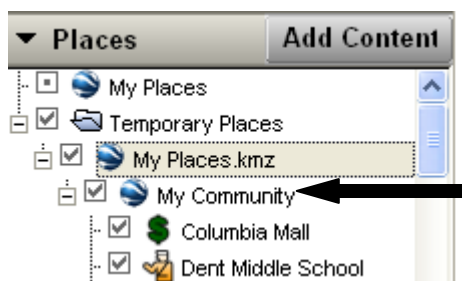 Places Add Content
My Places
Temporary Places
My Places.kmz
My Community
Columbia Mall
Dent Middle School